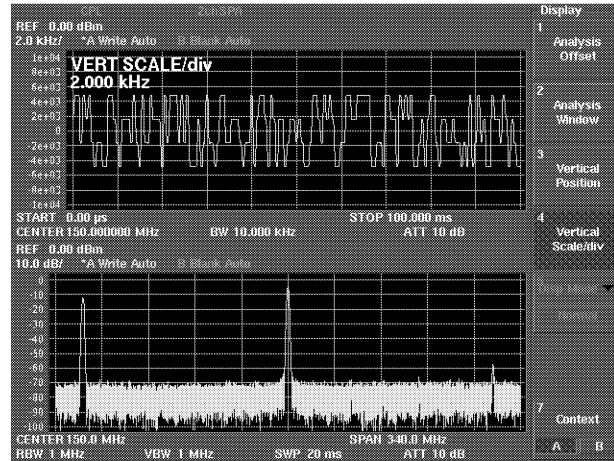 CPL 2chSPA
REF 0.00 dBm
2.0 kHz/ *A Write Auto B Blank Auto
VERT SCALE/div
2.000 kHz
1e+04
8e+03
6e+03
4e+03
2e+03
0
-2e+03
-4e+03
-6e+03
-8e+03
-1e+04
START 0.00 µs STOP 100.000 ms
CENTER 150.000000 MHz BW 10.000 kHz ATT 10 dB
REF 0.00 dBm
10.0 dB/ *A Write Auto B Blank Auto
0
-10
-20
-30
-40
-50
-60
-70
-80
-90
-100
CENTER 150.0 MHz SPAN 340.0 MHz
RBW 1 MHz VBW 1 MHz SWP 20 ms ATT 10 dB
Display
1
Analysis
Offset
2
Analysis
Window
3
Vertical
Position
4
Vertical
Scale/div
Normal
7
Context
A B